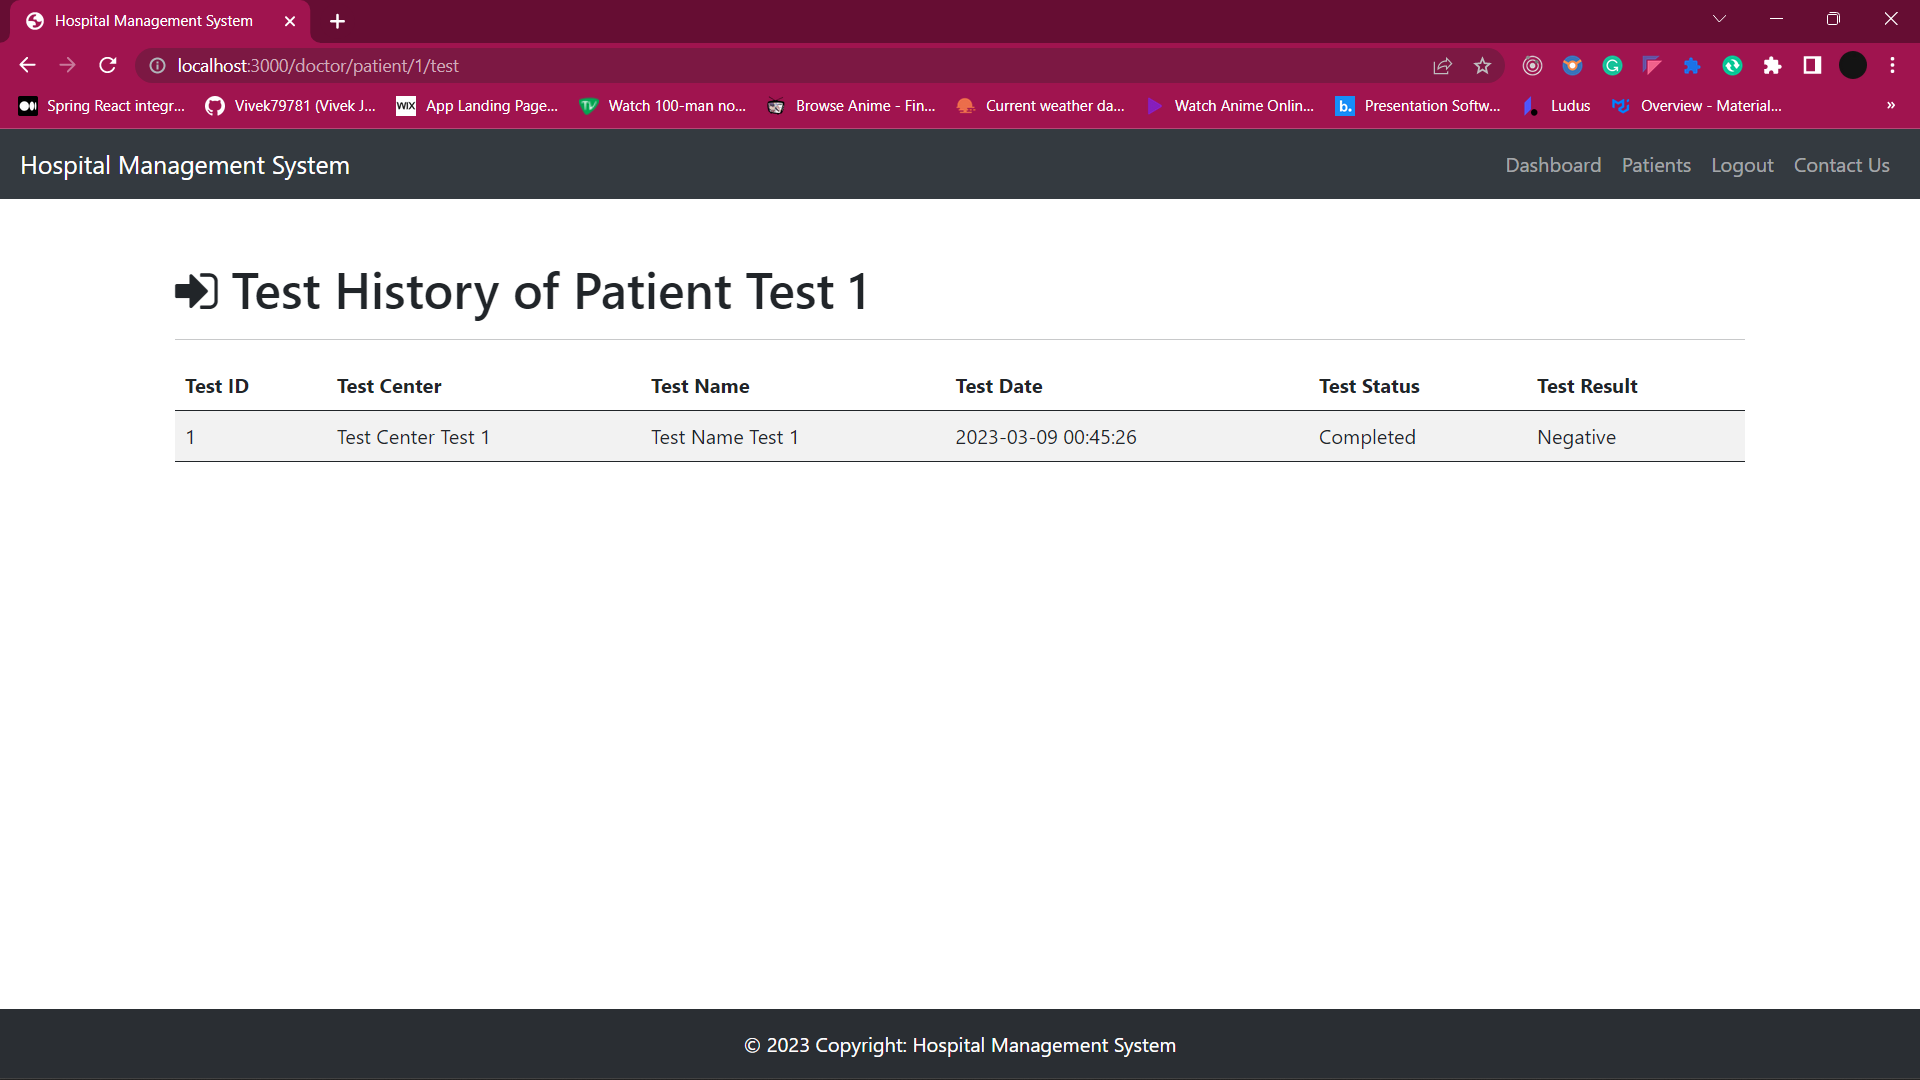 Hospital Management System
localhost:3000/doctor/patient/1/test
Spring React integr... Vivek79781 (Vivek J... WIX App Landing Page... TV Watch 100-man no... Browse Anime - Fin... Current weather da... Watch Anime Onlin... b. Presentation Softw... Ludus Overview - Material... »
Hospital Management System Dashboard Patients Logout Contact Us
Test History of Patient Test 1
Test ID Test Center Test Name Test Date Test Status Test Result
1 Test Center Test 1 Test Name Test 1 2023-03-09 00:45:26 Completed Negative
© 2023 Copyright: Hospital Management System